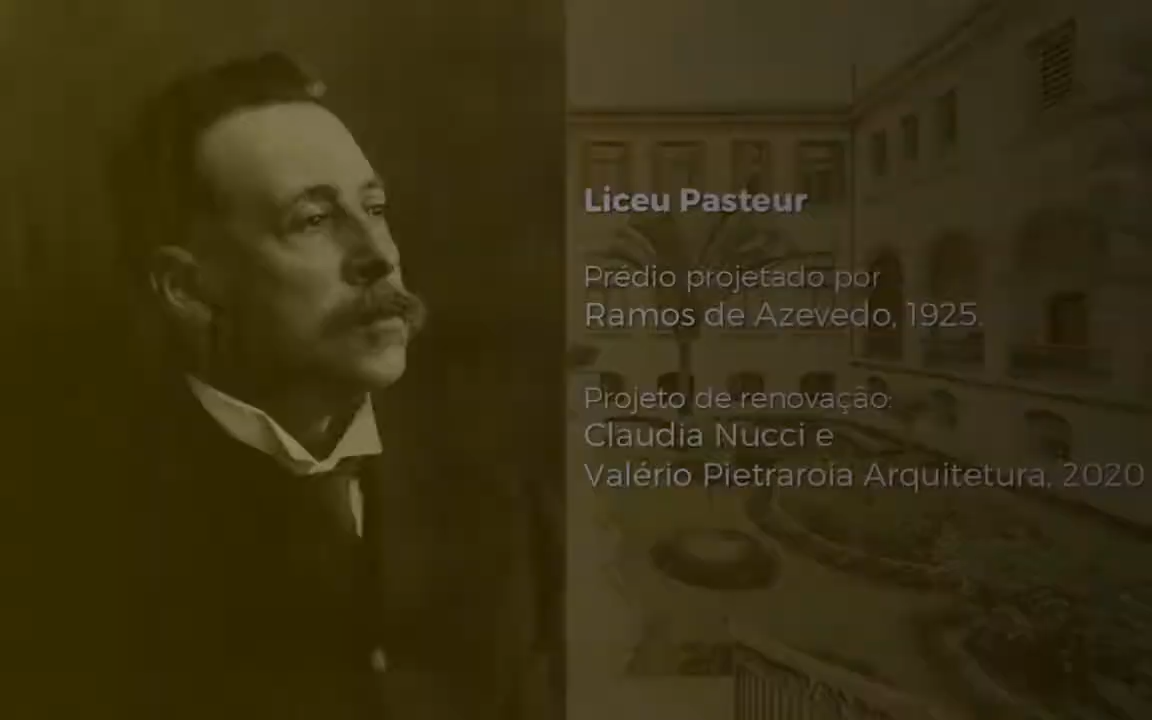 Liceu Pasteur
Prédio projetado por
Ramos de Azevedo, 1925.
Projeto de renovação:
Claudia Nucci e
Valério Pietraroia Arquitetura, 2020